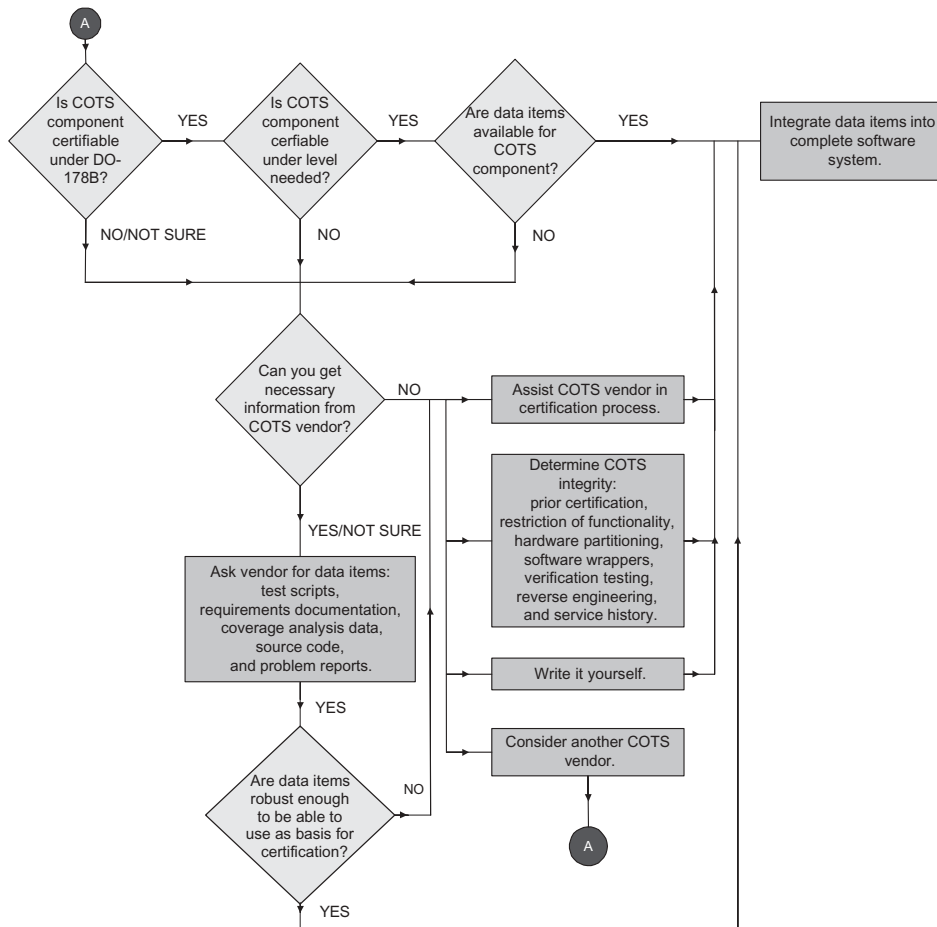 A
Is COTS
component
certifiable
under DO-
178B?
YES
Is COTS
component
cerfiable
under level
needed?
YES
Are data items
available for
COTS
component?
YES
Integrate data items into
complete software
system.
NO/NOT SURE
NO
NO
Can you get
necessary
information from
COTS vendor?
NO
Assist COTS vendor in
certification process.
Determine COTS
integrity:
prior certification,
restriction of functionality,
hardware partitioning,
software wrappers,
verification testing,
reverse engineering,
and service history.
YES/NOT SURE
Ask vendor for data items:
test scripts,
requirements documentation,
coverage analysis data,
source code,
and problem reports.
Write it yourself.
YES
Consider another COTS
vendor.
Are data items
robust enough
to be able to
use as basis for
certification?
NO
A
YES